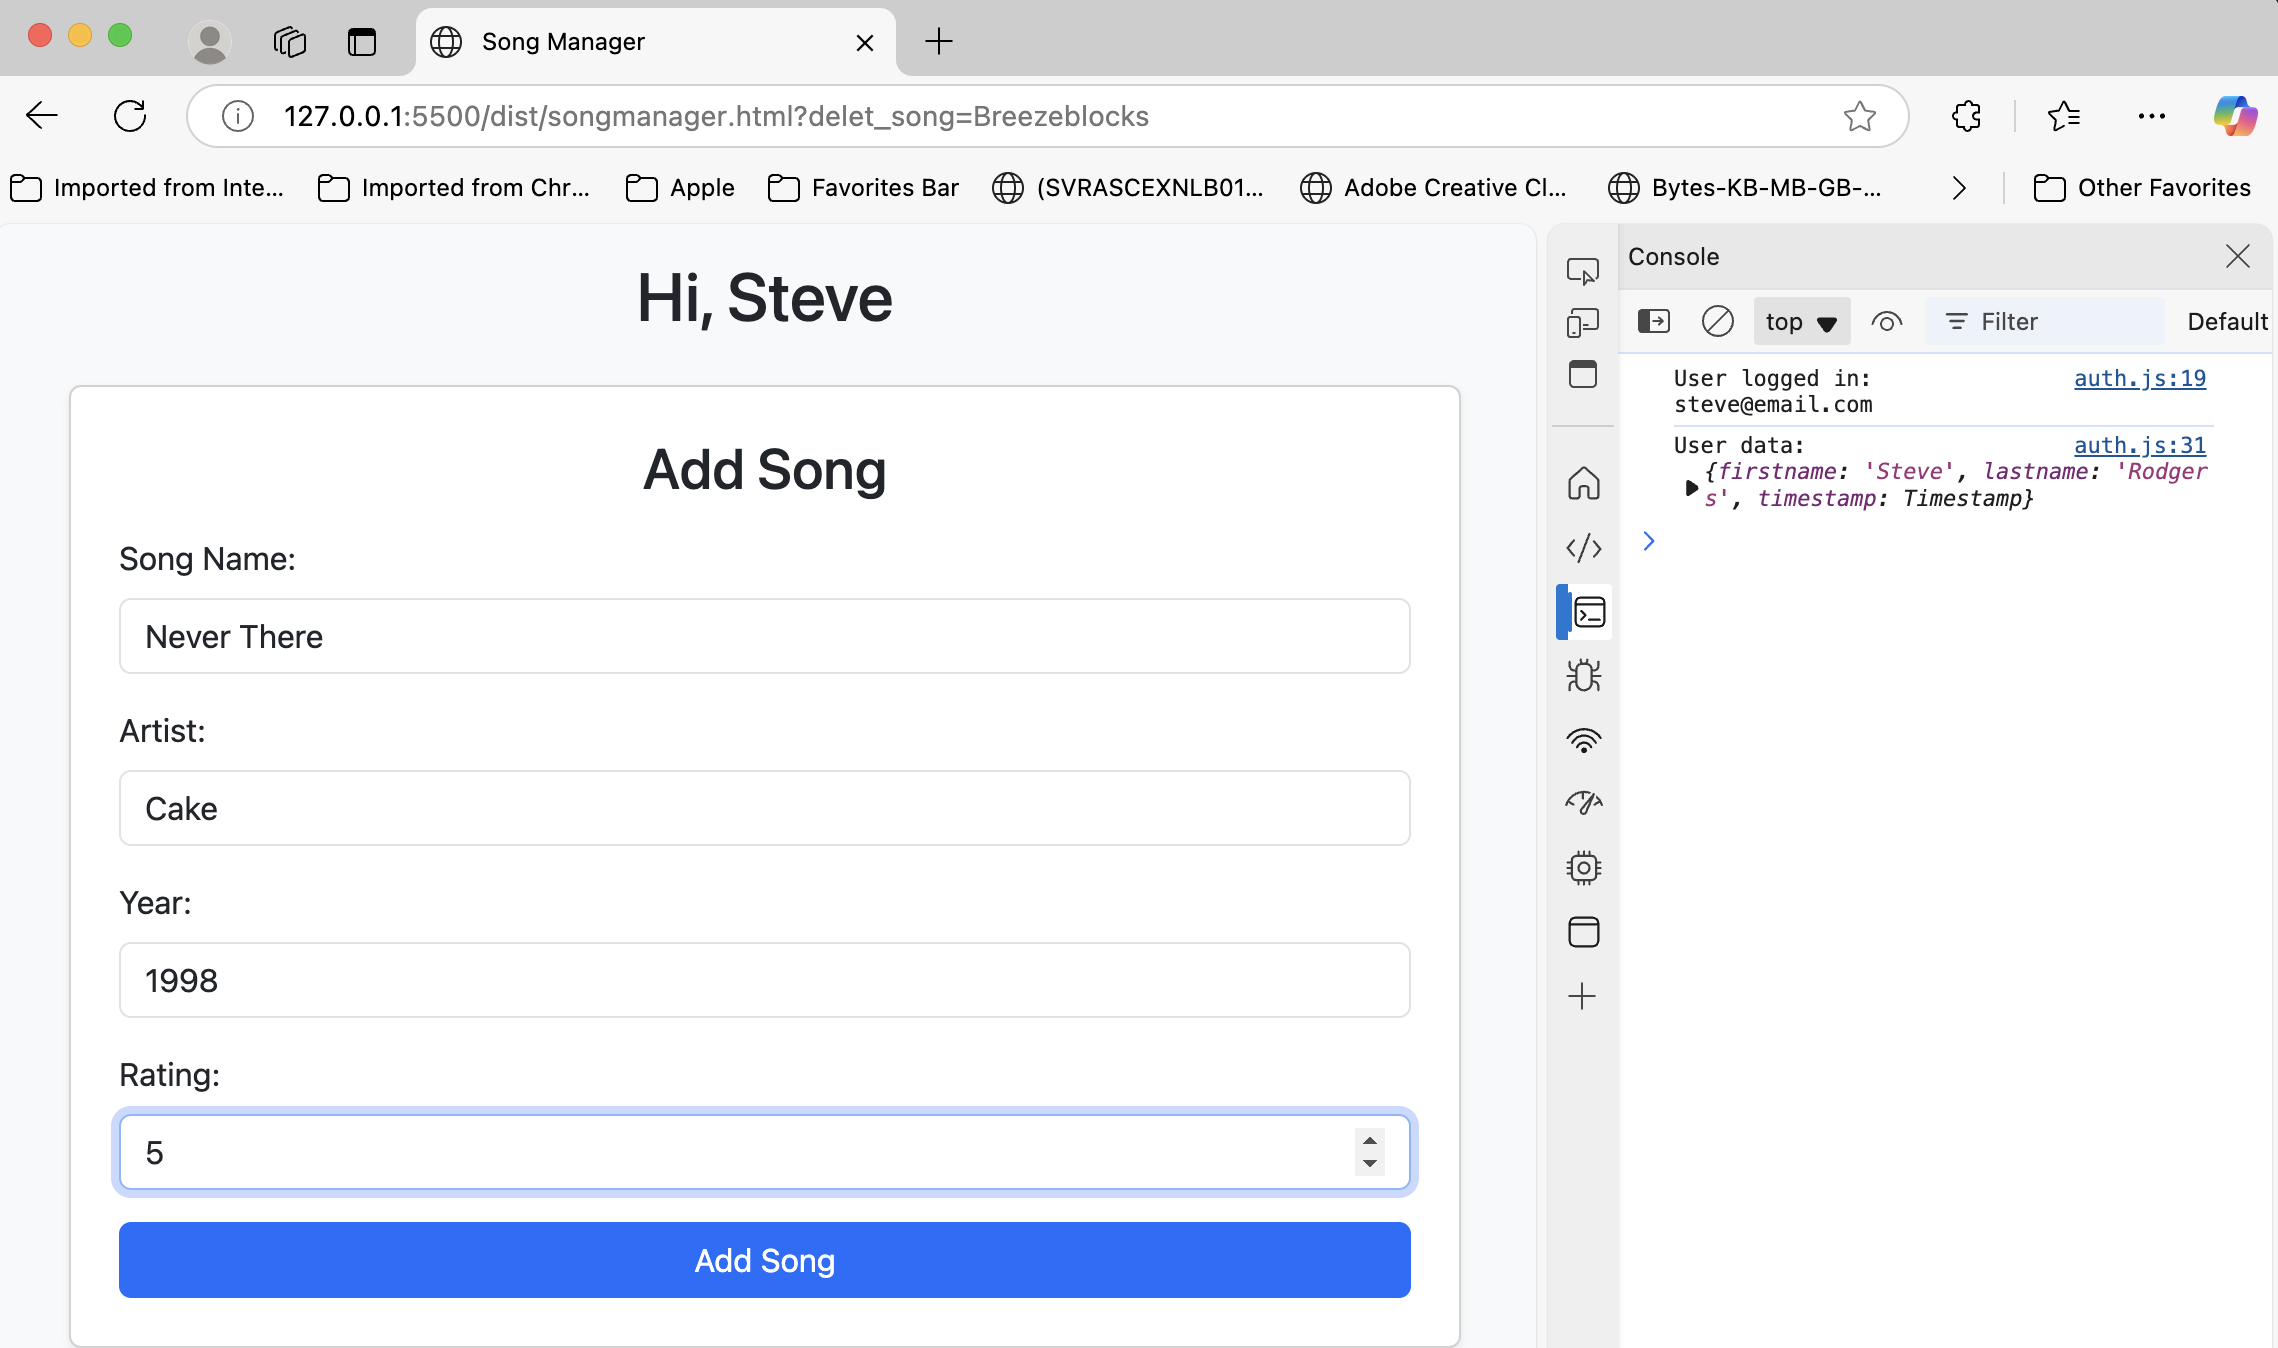 Song Manager
127.0.0.1:5500/dist/songmanager.html?delet_song=Breezeblocks
Imported from Inte... Imported from Chr... Apple Favorites Bar (SVRASCEXNLB01... Adobe Creative Cl... Bytes-KB-MB-GB-... Other Favorites
Hi, Steve
Add Song
Song Name:
Never There
Artist:
Cake
Year:
1998
Rating:
5
Add Song
Console
top Filter Default
User logged in: auth.js:19
steve@email.com
User data: auth.js:31
{firstname: 'Steve', lastname: 'Rodger
s', timestamp: Timestamp}